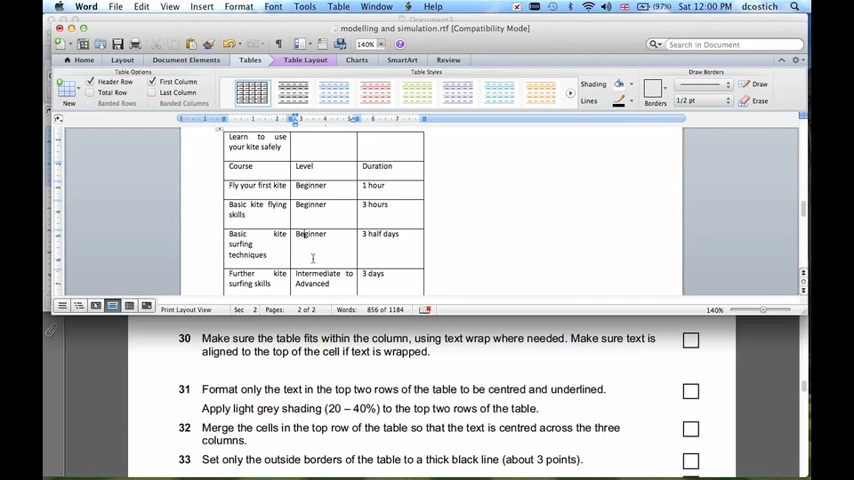 Word File Edit View Insert Format Font Tools Table Window (97%) Sat 12:00 PM dcostich
Document3
modelling and simulation.rtf [Compatibility Mode]
140%
Search in Document
Home Layout Document Elements Tables Table Layout Charts SmartArt Review
Table Options Table Styles Draw Borders
New
Header Row First Column
Total Row Last Column
Banded Rows Banded Columns
Shading
Lines
Borders
1/2 pt
Draw
Erase
2 1 1 2 3 4 5 6 7
Learn to use
your kite safely
Course Level Duration
Fly your first kite Beginner 1 hour
Basic kite flying
skills
Beginner 3 hours
Basic kite
surfing
techniques
Beginner 3 half days
Further kite
surfing skills
Intermediate to
Advanced
3 days
Print Layout View Sec 2 Pages: 2 of 2 Words: 856 of 1184 140%
30 Make sure the table fits within the column, using text wrap where needed. Make sure text is
aligned to the top of the cell if text is wrapped.
31 Format only the text in the top two rows of the table to be centred and underlined.
Apply light grey shading (20 – 40%) to the top two rows of the table.
32 Merge the cells in the top row of the table so that the text is centred across the three
columns.
33 Set only the outside borders of the table to a thick black line (about 3 points).